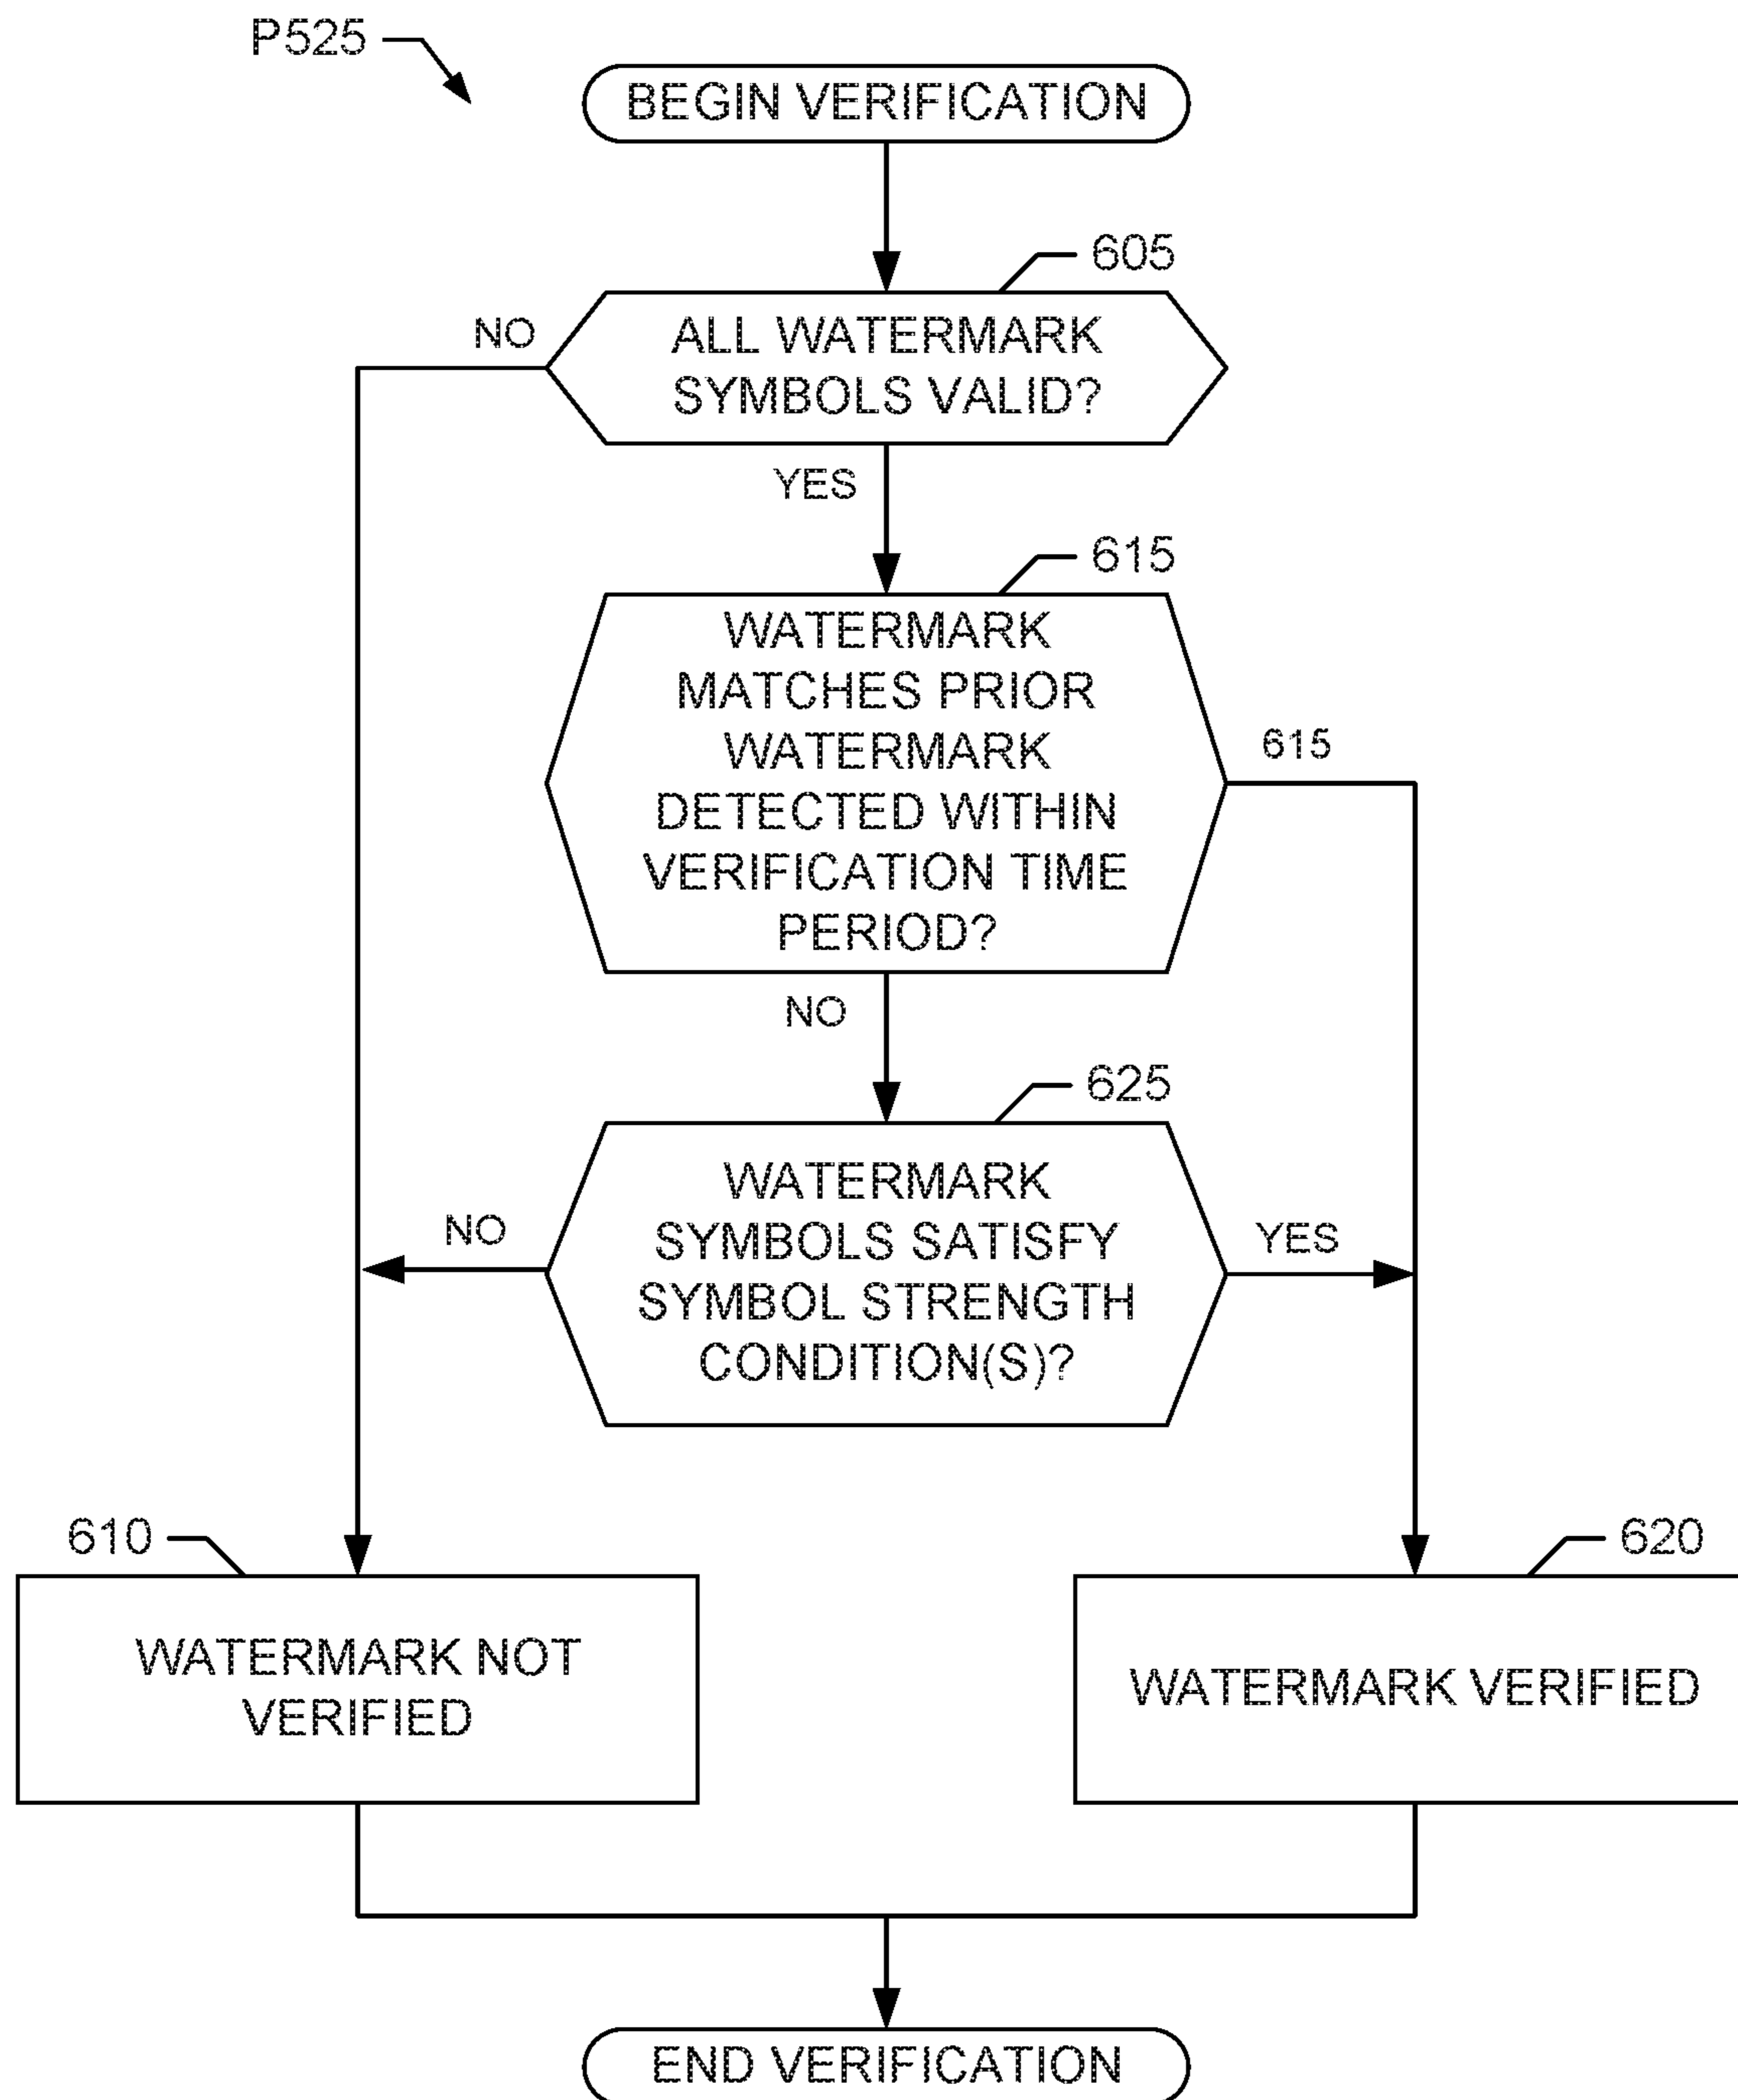 P525
BEGIN VERIFICATION
605
NO
ALL WATERMARK
SYMBOLS VALID?
YES
615
WATERMARK
MATCHES PRIOR
WATERMARK
DETECTED WITHIN
VERIFICATION TIME
PERIOD?
615
NO
625
WATERMARK
SYMBOLS SATISFY
SYMBOL STRENGTH
CONDITION(S)?
NO
YES
610
620
WATERMARK NOT
VERIFIED
WATERMARK VERIFIED
END VERIFICATION